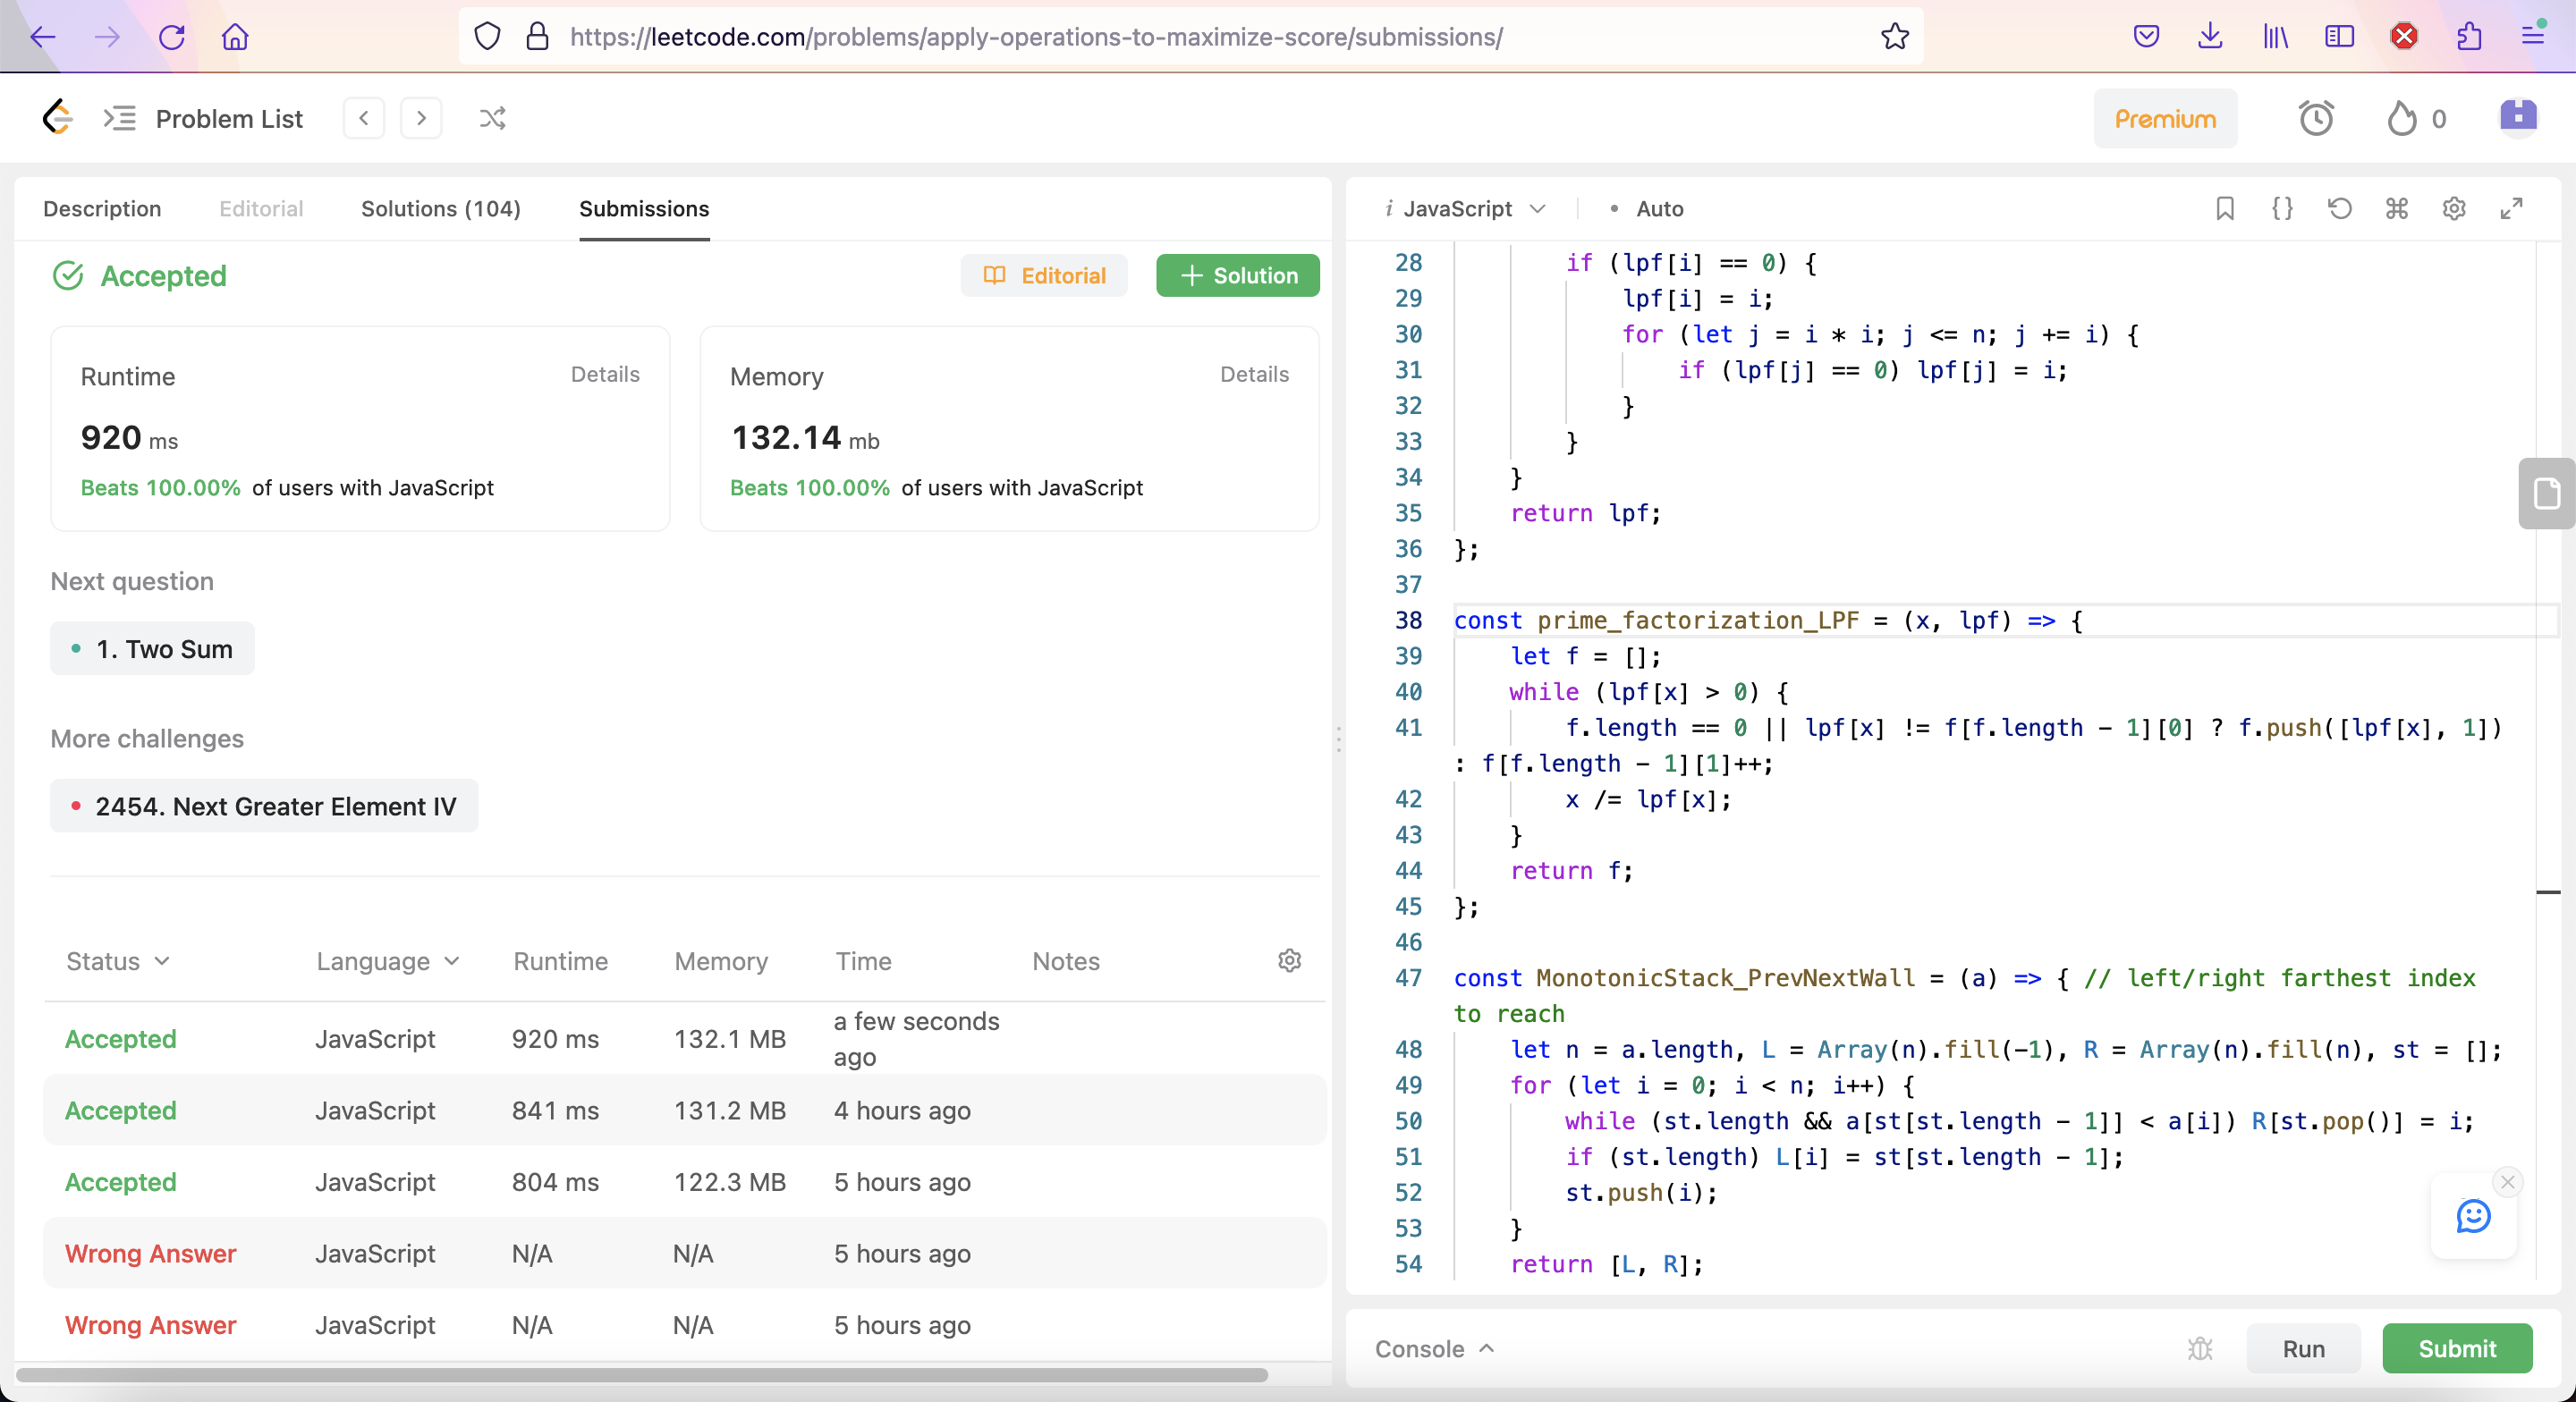 https://leetcode.com/problems/apply-operations-to-maximize-score/submissions/
Problem List
Premium
0
Description Editorial Solutions (104) Submissions
Accepted
Editorial
Solution
Runtime Details
920 ms
Beats 100.00% of users with JavaScript
Memory Details
132.14 mb
Beats 100.00% of users with JavaScript
Next question
1. Two Sum
More challenges
2454. Next Greater Element IV
Status Language Runtime Memory Time Notes
Accepted JavaScript 920 ms 132.1 MB a few seconds
ago
Accepted JavaScript 841 ms 131.2 MB 4 hours ago
Accepted JavaScript 804 ms 122.3 MB 5 hours ago
Wrong Answer JavaScript N/A N/A 5 hours ago
Wrong Answer JavaScript N/A N/A 5 hours ago
i JavaScript • Auto
28 if (lpf[i] == 0) {
29 lpf[i] = i;
30 for (let j = i * i; j <= n; j += i) {
31 if (lpf[j] == 0) lpf[j] = i;
32 }
33 }
34 }
35 return lpf;
36 };
37
38 const prime_factorization_LPF = (x, lpf) => {
39 let f = [];
40 while (lpf[x] > 0) {
41 f.length == 0 || lpf[x] != f[f.length - 1][0] ? f.push([lpf[x], 1])
: f[f.length - 1][1]++;
42 x /= lpf[x];
43 }
44 return f;
45 };
46
47 const MonotonicStack_PrevNextWall = (a) => { // left/right farthest index
to reach
48 let n = a.length, L = Array(n).fill(-1), R = Array(n).fill(n), st = [];
49 for (let i = 0; i < n; i++) {
50 while (st.length && a[st[st.length - 1]] < a[i]) R[st.pop()] = i;
51 if (st.length) L[i] = st[st.length - 1];
52 st.push(i);
53 }
54 return [L, R];
Console
Run
Submit